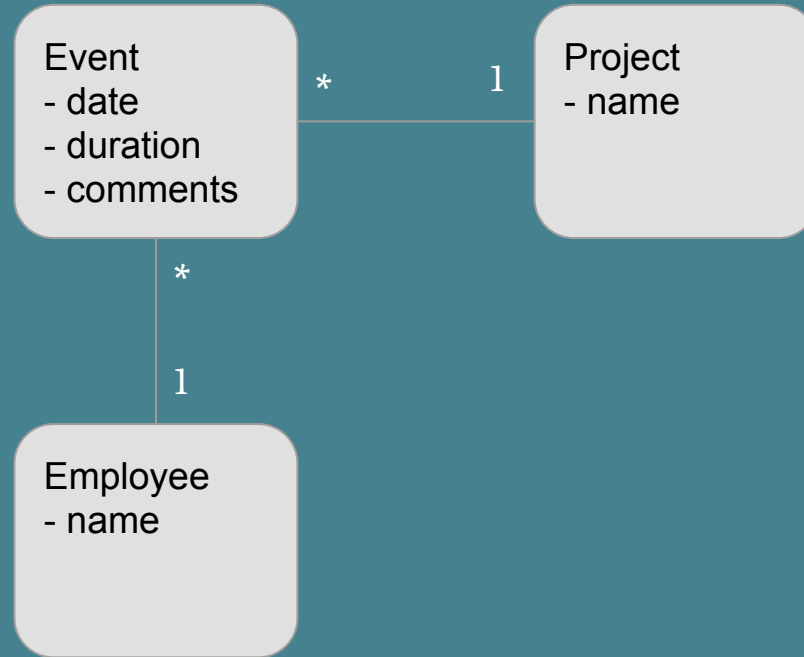 Event
- date
- duration
- comments
* 1
Project
- name
*
1
Employee
- name